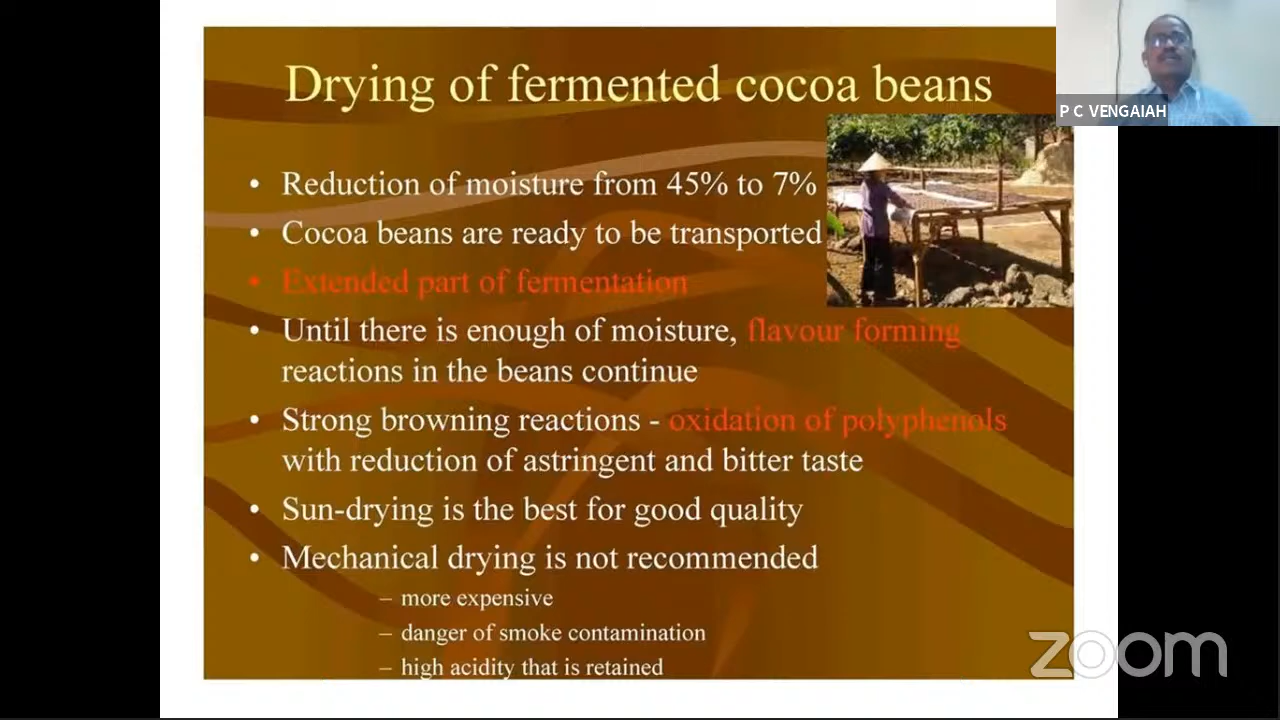 Drying of fermented cocoa beans
P C VENGAIAH
• Reduction of moisture from 45% to 7%
• Cocoa beans are ready to be transported
• Extended part of fermentation
• Until there is enough of moisture, flavour forming
reactions in the beans continue
• Strong browning reactions - oxidation of polyphenols
with reduction of astringent and bitter taste
• Sun-drying is the best for good quality
• Mechanical drying is not recommended
– more expensive
– danger of smoke contamination
– high acidity that is retained
zoom